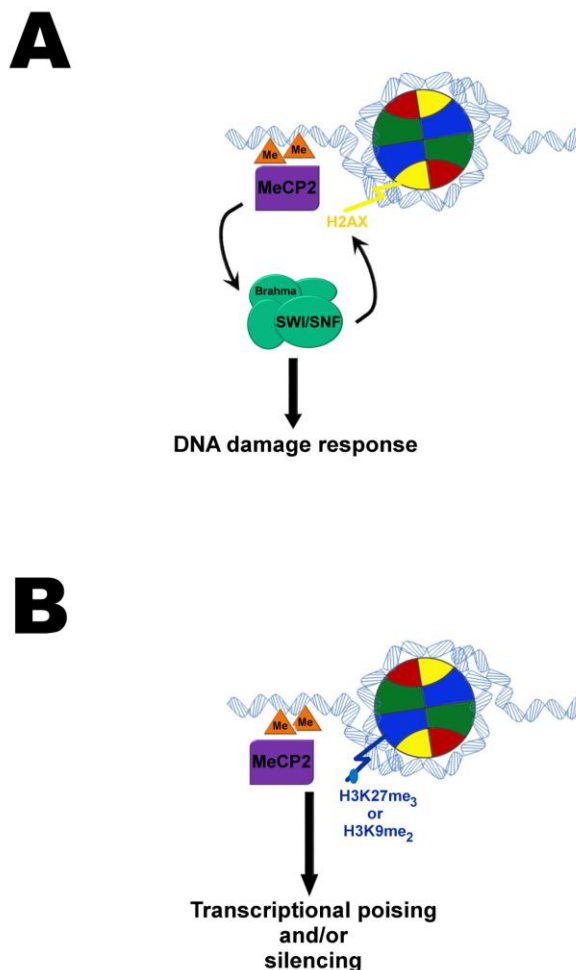 A
Me Me
MeCP2
H2AX
Brahma
SWI/SNF
DNA damage response
B
Me Me
MeCP2
H3K27me₃
or
H3K9me₂
Transcriptional poising
and/or
silencing